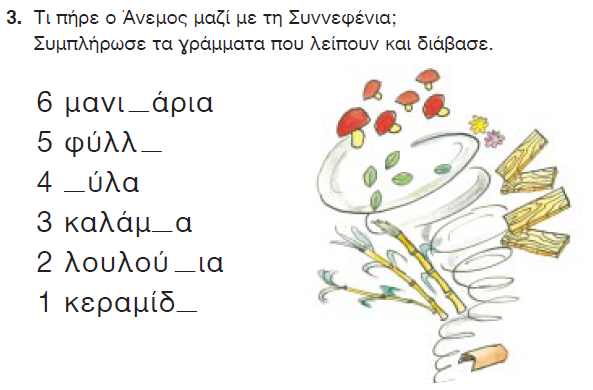 3. Τι πήρε ο Άνεμος μαζί με τη Συννεφένια;
Συμπλήρωσε τα γράμματα που λείπουν και διάβασε.
6 μανι_άρια
5 φύλλ_
4 _ύλα
3 καλάμ_α
2 λουλού_ια
1 κεραμίδ_